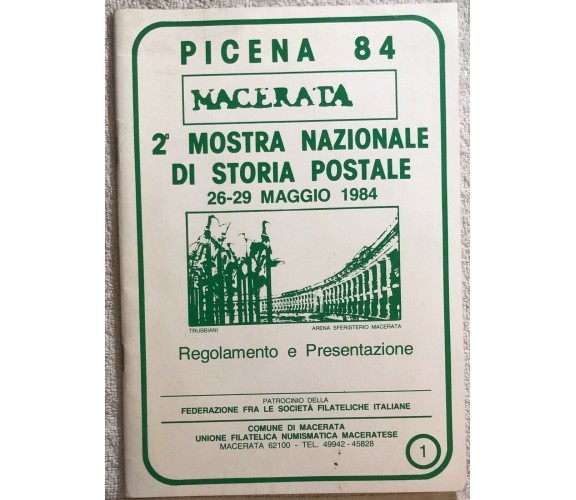 PICENA 84
MACERATA
2ª MOSTRA NAZIONALE
DI STORIA POSTALE
26-29 MAGGIO 1984
TRUBBIANI
ARENA SFERISTERIO MACERATA
Regolamento e Presentazione
PATROCINIO DELLA
FEDERAZIONE FRA LE SOCIETÀ FILATELICHE ITALIANE
COMUNE DI MACERATA
UNIONE FILATELICA NUMISMATICA MACERATESE
MACERATA 62100 - TEL. 49942 - 45828
1